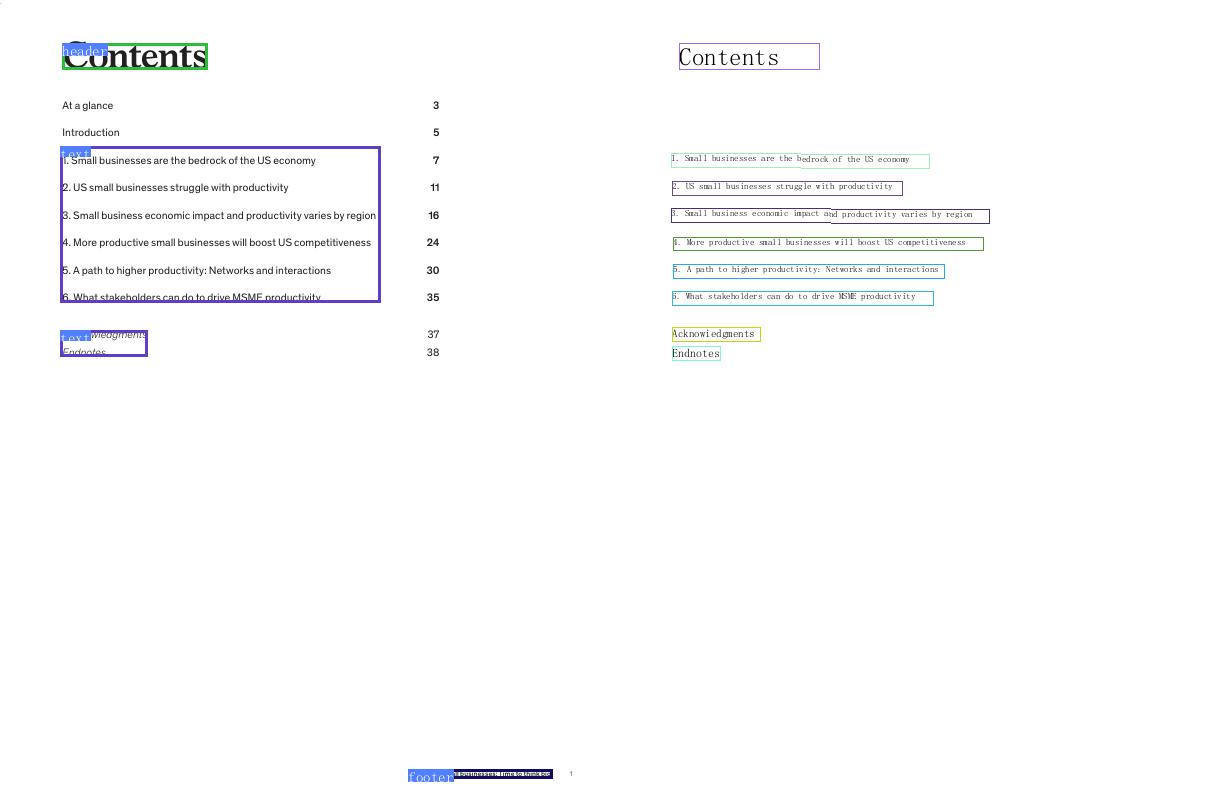 header
Contents
At a glance 3
Introduction 5
text
1. Small businesses are the bedrock of the US economy 7
2. US small businesses struggle with productivity 11
3. Small business economic impact and productivity varies by region 16
4. More productive small businesses will boost US competitiveness 24
5. A path to higher productivity: Networks and interactions 30
6. What stakeholders can do to drive MSME productivity 35
text
wledgments 37
Endnotes 38
footer
businesses: Time to think big
1
Contents
1. Small businesses are the bedrock of the US economy
2. US small businesses struggle with productivity
3. Small business economic impact and productivity varies by region
4. More productive small businesses will boost US competitiveness
5. A path to higher productivity: Networks and interactions
6. What stakeholders can do to drive MSME productivity
Acknowiedgments
Endnotes